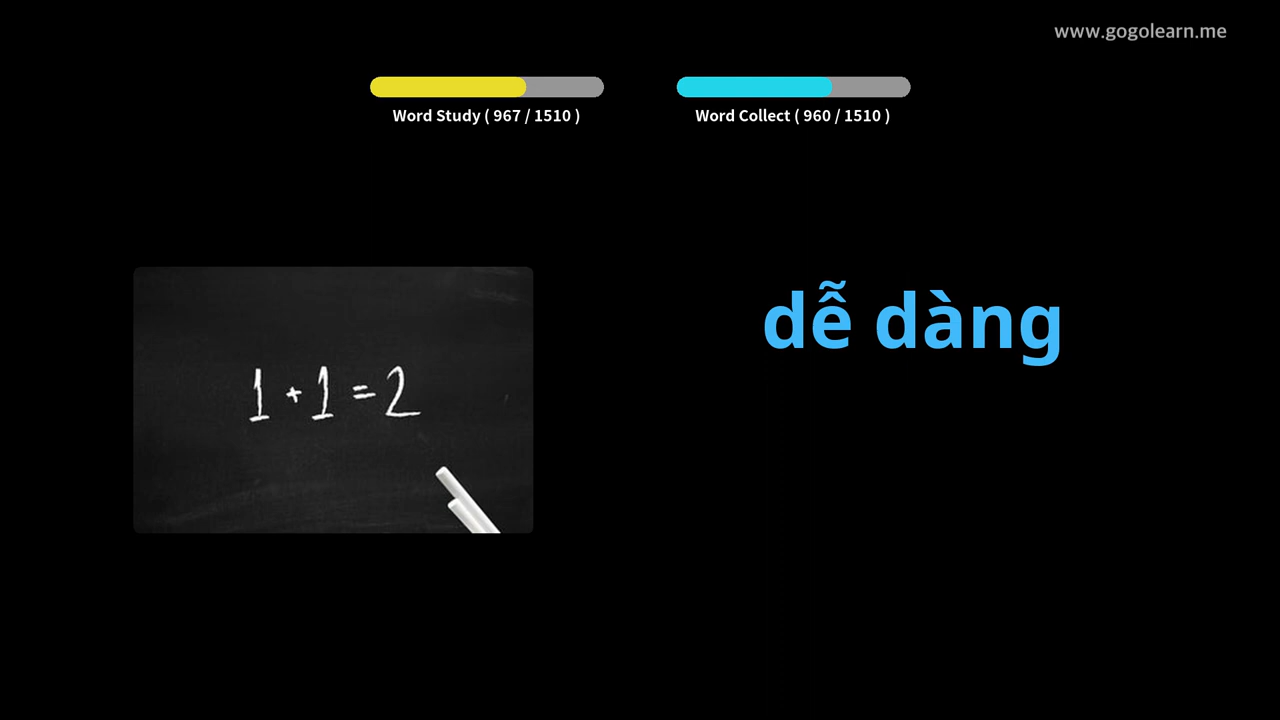 www.gogolearn.me
Word Study ( 967 / 1510 )
Word Collect ( 960 / 1510 )
dễ dàng
1 + 1 = 2